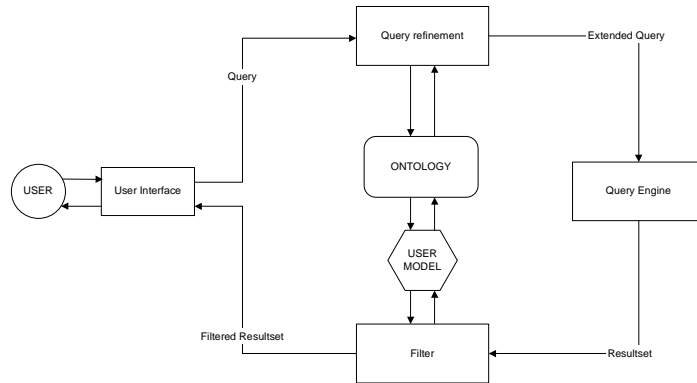 Query refinement
Extended Query
Query
ONTOLOGY
USER
User Interface
Query Engine
USER
MODEL
Filtered Resultset
Filter
Resultset